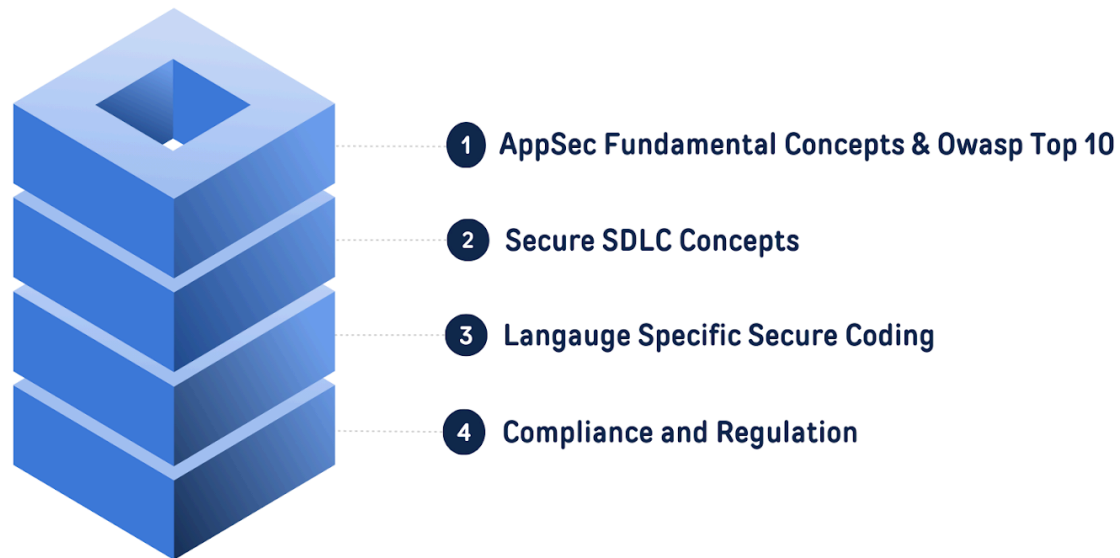 1 AppSec Fundamental Concepts & Owasp Top 10
2 Secure SDLC Concepts
3 Langauge Specific Secure Coding
4 Compliance and Regulation